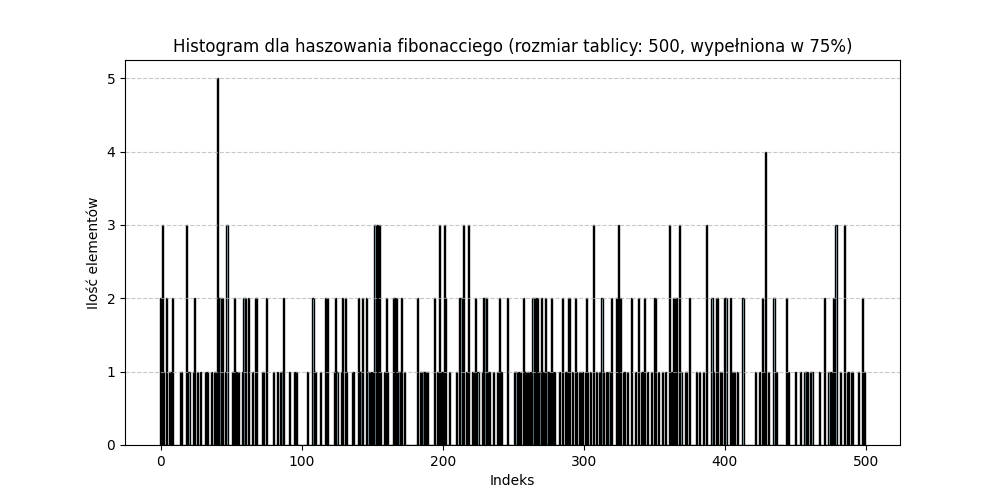 Histogram dla haszowania fibonacciego (rozmiar tablicy: 500, wypełniona w 75%)
5
4
3
2
1
0
Ilość elementów
0 100 200 300 400 500
Indeks